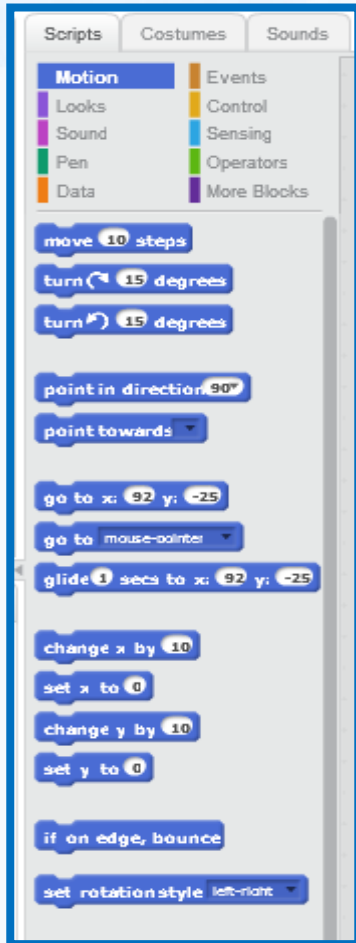 Scripts Costumes Sounds
Motion Events
Looks Control
Sound Sensing
Pen Operators
Data More Blocks
move 10 steps
turn 15 degrees
turn 15 degrees
point in direction 90
point towards
go to x: 92 y: -25
go to mouse-pointer
glide 1 secs to x: 92 y: -25
change x by 10
set x to 0
change y by 10
set y to 0
if on edge, bounce
set rotation style left-right